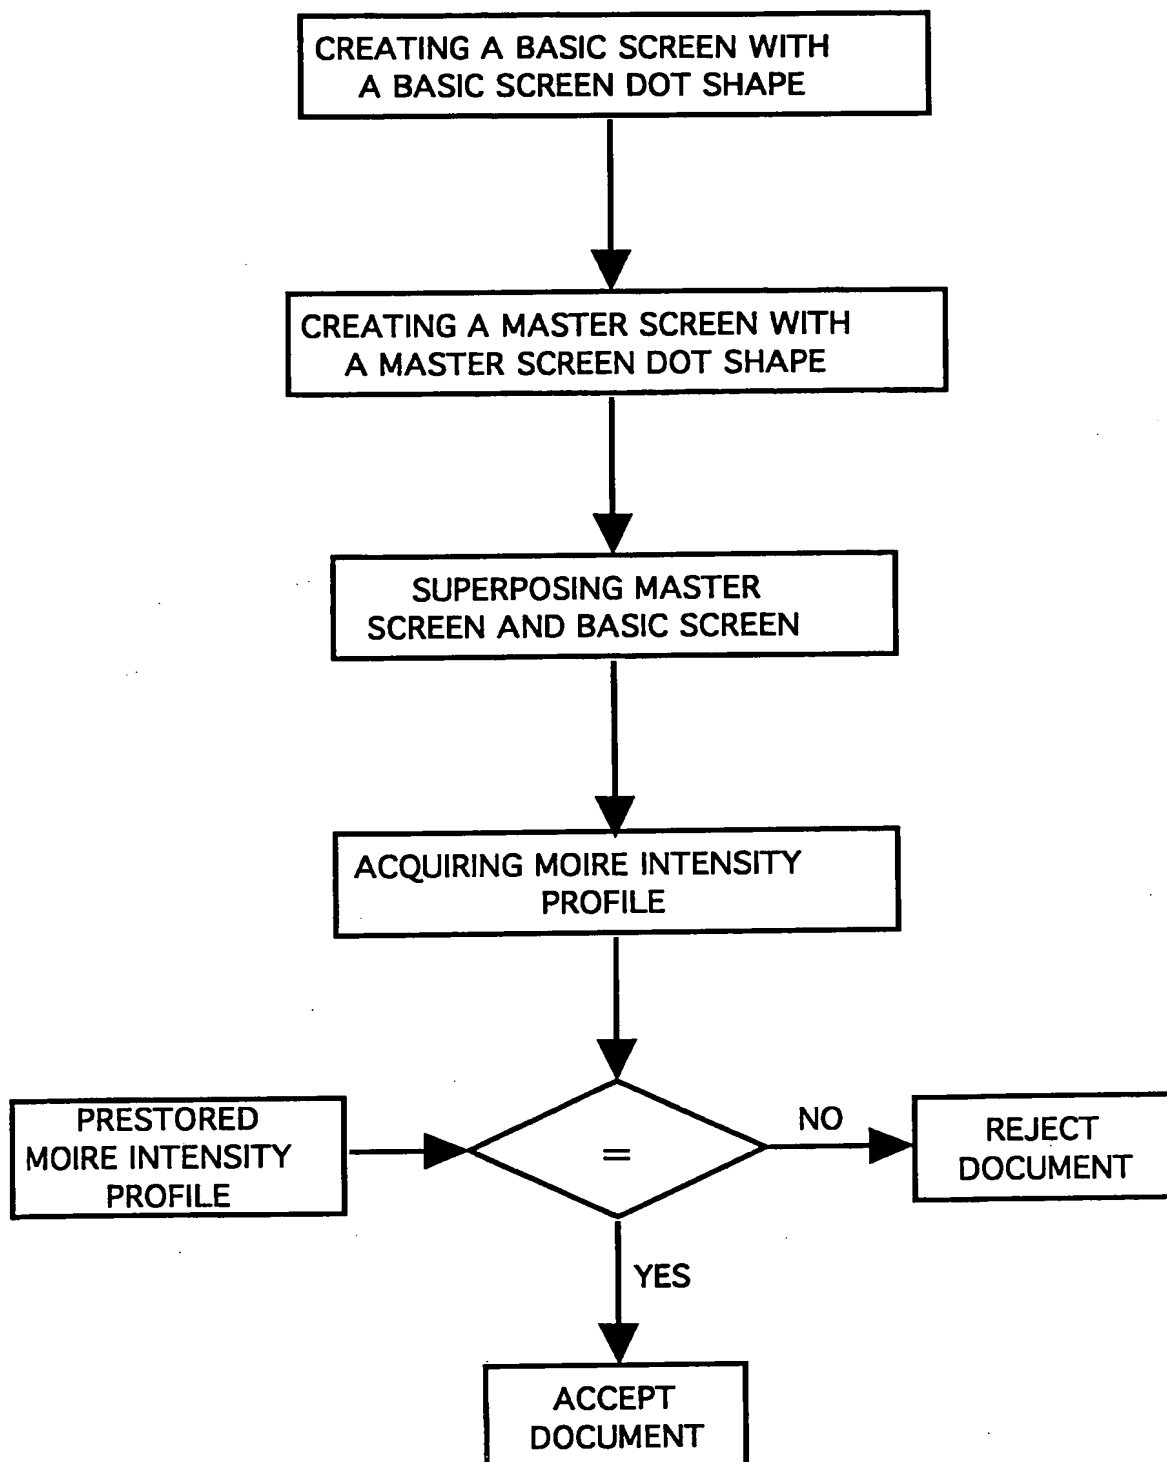 CREATING A BASIC SCREEN WITH
A BASIC SCREEN DOT SHAPE
CREATING A MASTER SCREEN WITH
A MASTER SCREEN DOT SHAPE
SUPERPOSING MASTER
SCREEN AND BASIC SCREEN
ACQUIRING MOIRE INTENSITY
PROFILE
PRESTORED
MOIRE INTENSITY
PROFILE
=
NO
REJECT
DOCUMENT
YES
ACCEPT
DOCUMENT